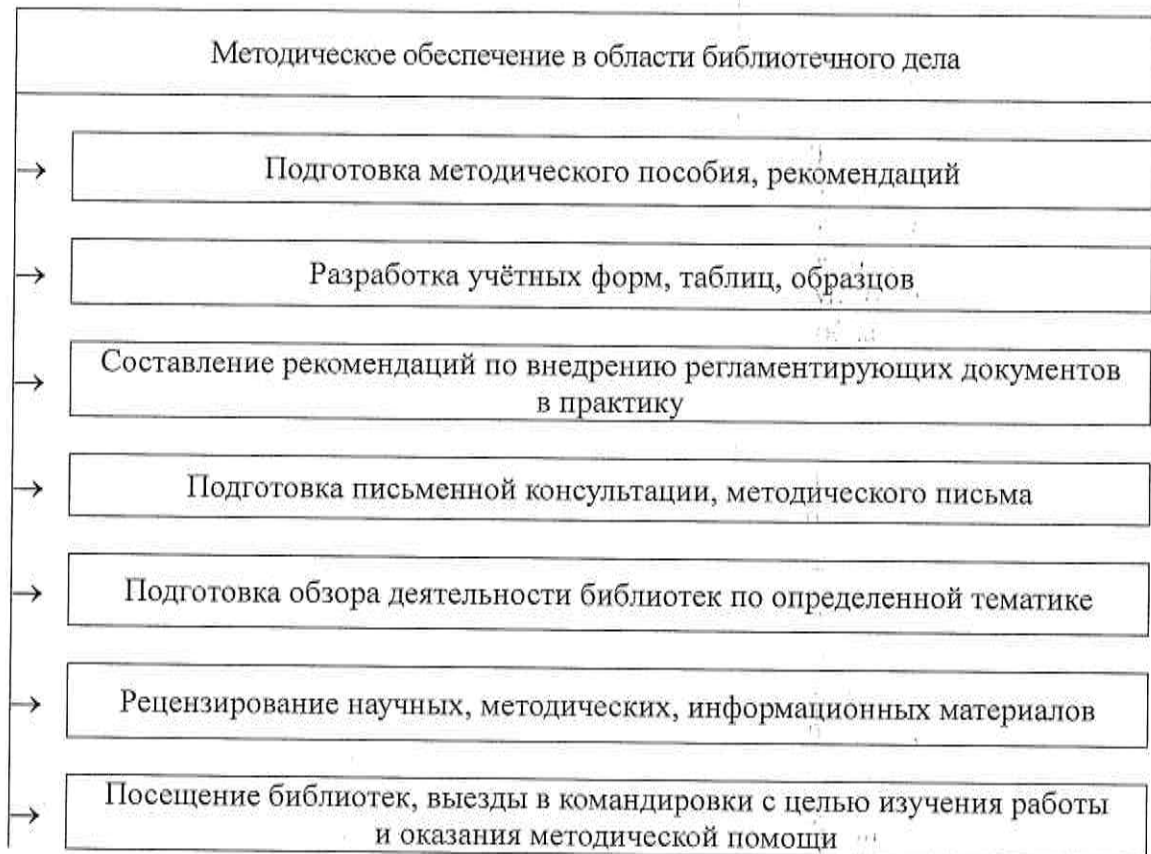 Методическое обеспечение в области библиотечного дела
→ Подготовка методического пособия, рекомендаций
→ Разработка учётных форм, таблиц, образцов
→ Составление рекомендаций по внедрению регламентирующих документов
в практику
→ Подготовка письменной консультации, методического письма
→ Подготовка обзора деятельности библиотек по определенной тематике
→ Рецензирование научных, методических, информационных материалов
→ Посещение библиотек, выезды в командировки с целью изучения работы
и оказания методической помощи